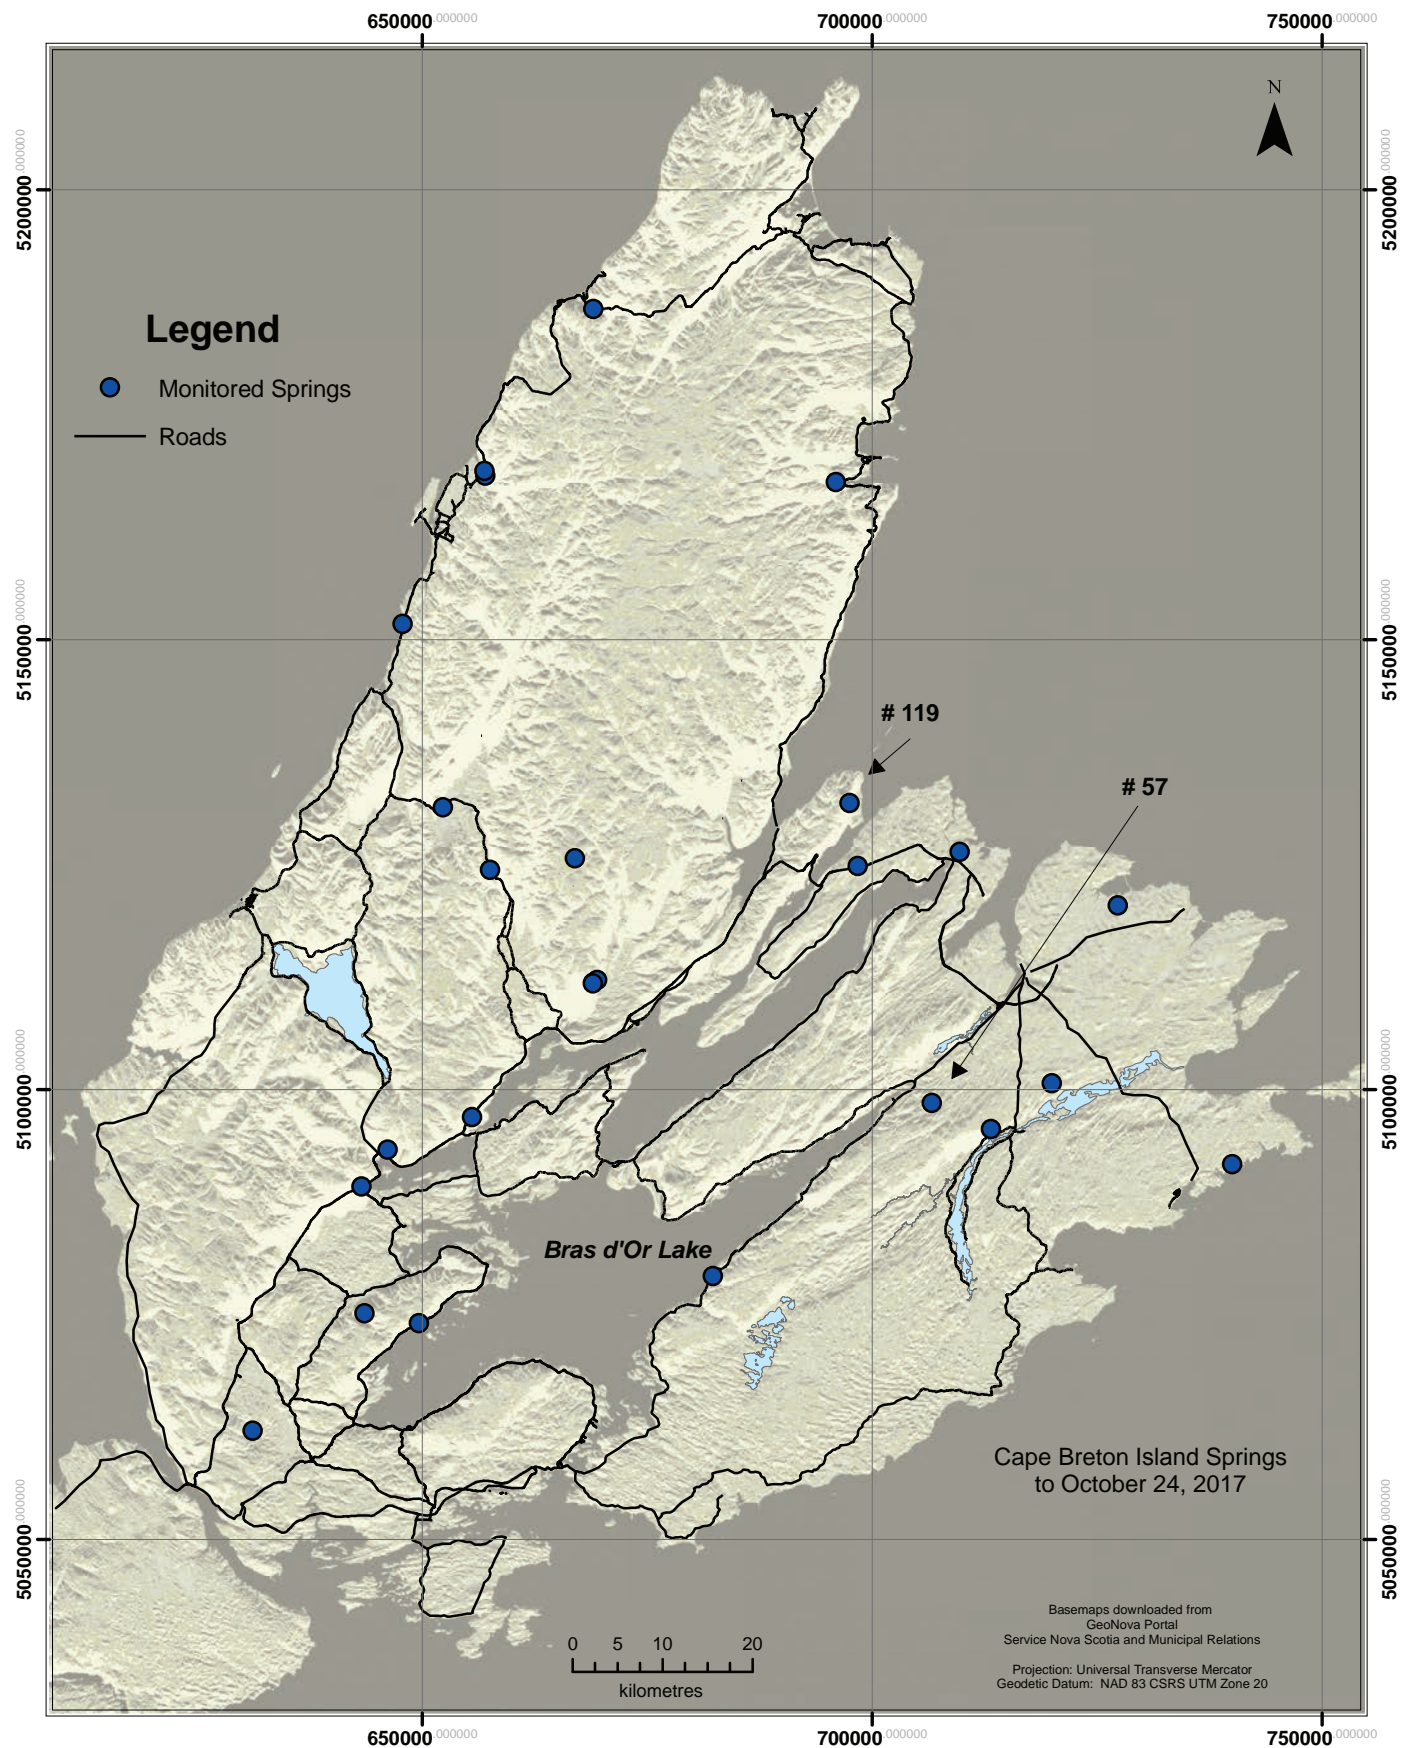 650000.000000 700000.000000 750000.000000
N
5200000.000000 5200000.000000
Legend
Monitored Springs
Roads
5150000.000000 5150000.000000
# 119
# 57
5100000.000000 5100000.000000
Bras d'Or Lake
Cape Breton Island Springs
to October 24, 2017
5050000.000000 5050000.000000
Basemaps downloaded from
GeoNova Portal
Service Nova Scotia and Municipal Relations
0 5 10 20
kilometres
Projection: Universal Transverse Mercator
Geodetic Datum: NAD 83 CSRS UTM Zone 20
650000.000000 700000.000000 750000.000000